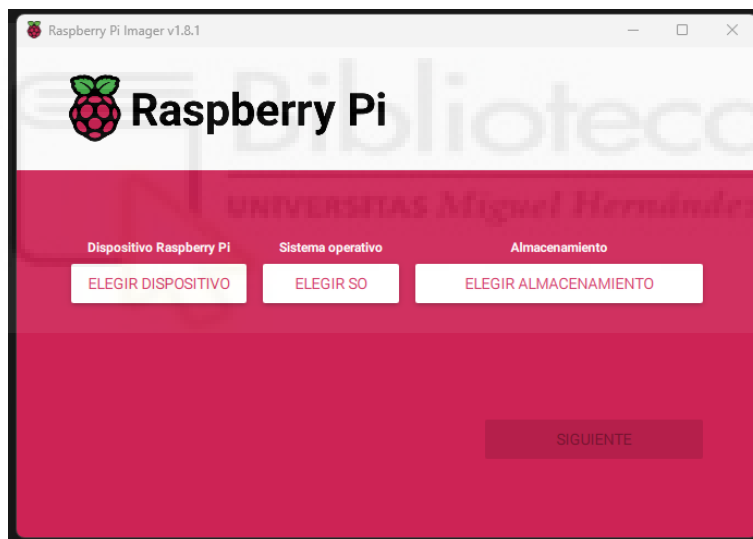 Raspberry Pi Imager v1.8.1
Raspberry Pi
Biblioteca
UNIVERSITAS Miguel Hernández
Dispositivo Raspberry Pi
Sistema operativo
Almacenamiento
ELEGIR DISPOSITIVO
ELEGIR SO
ELEGIR ALMACENAMIENTO
SIGUIENTE